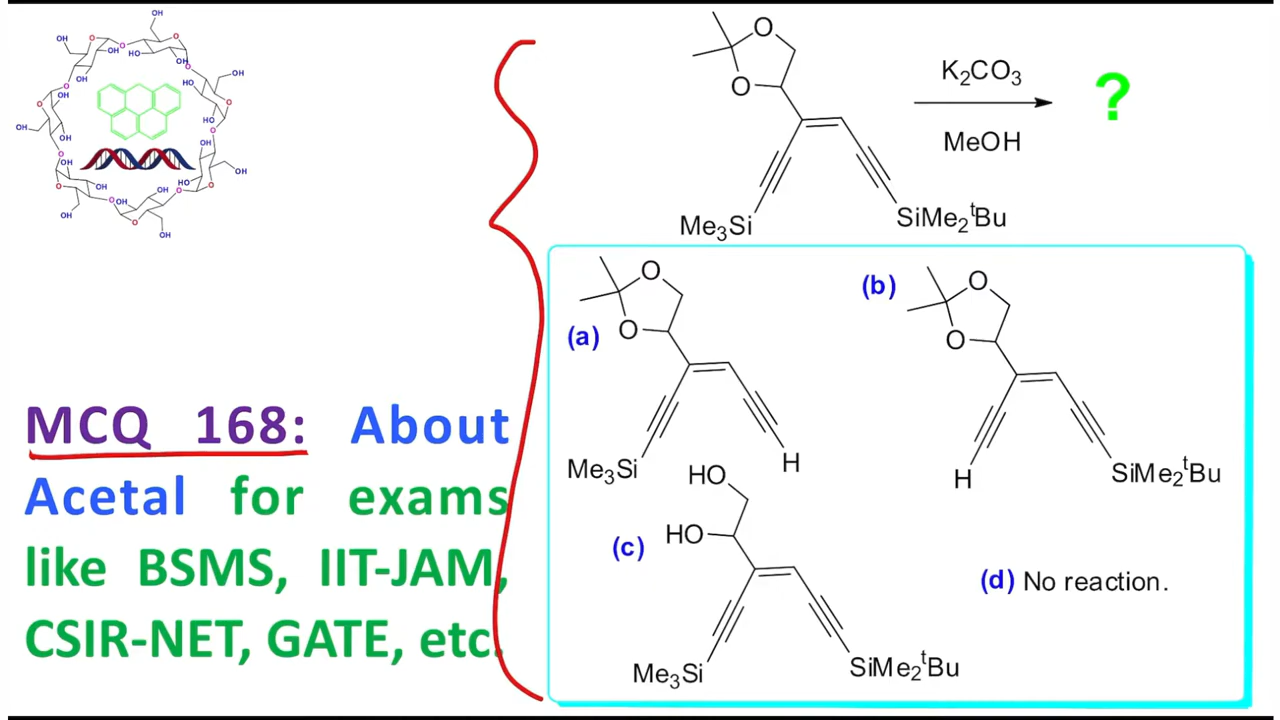 MCQ 168: About
Acetal for exams
like BSMS, IIT-JAM,
CSIR-NET, GATE, etc.
O
O
K₂CO₃
MeOH
?
Me₃Si
SiMe₂ᵗBu
(a)
O
O
Me₃Si
H
(b)
O
O
H
SiMe₂ᵗBu
(c)
HO
HO
Me₃Si
SiMe₂ᵗBu
(d) No reaction.